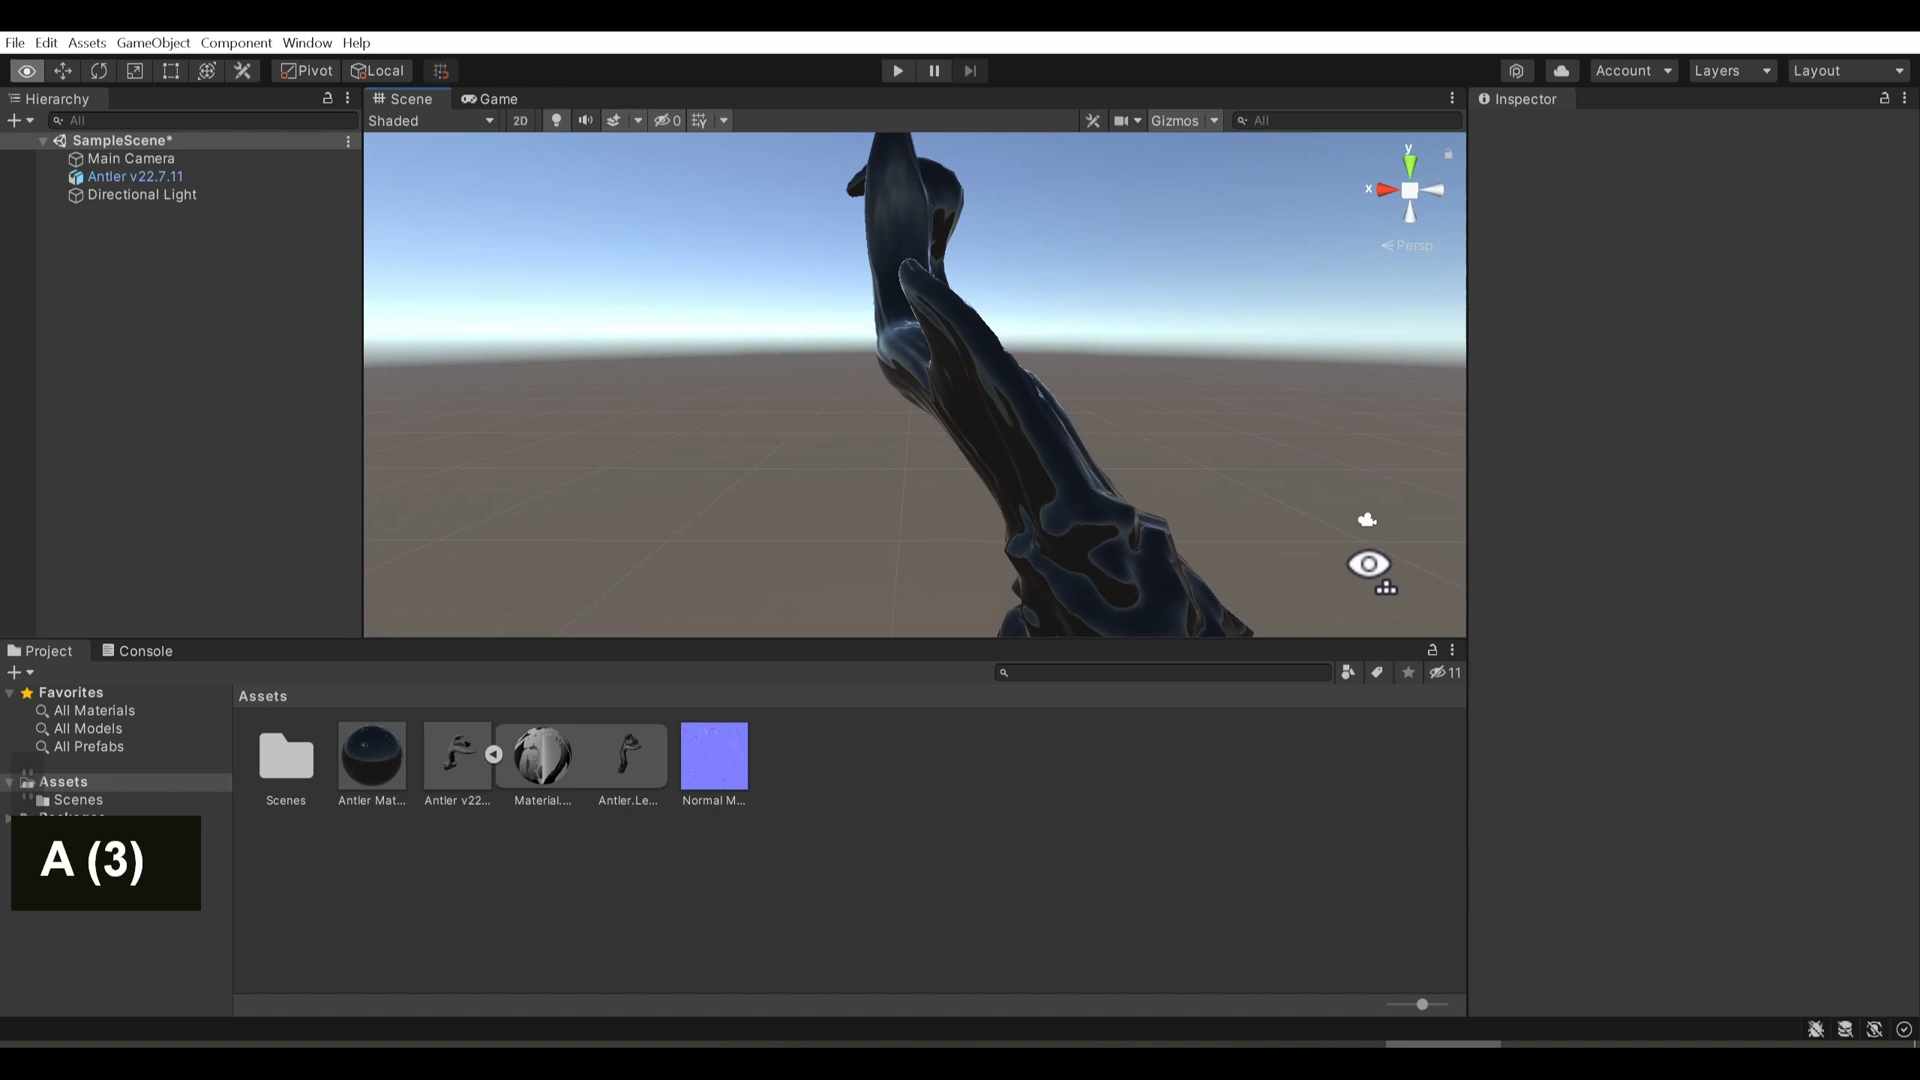 File Edit Assets GameObject Component Window Help
Pivot Local Account Layers Layout
Hierarchy
All
SampleScene*
Main Camera
Antler v22.7.11
Directional Light
Scene Game
Shaded 2D 0 Gizmos All
y
x
Persp
Inspector
Project Console
11
Favorites
All Materials
All Models
All Prefabs
Assets
Scenes
Assets
Scenes Antler Mat... Antler v22... Material.... Antler.Le... Normal M...
A (3)